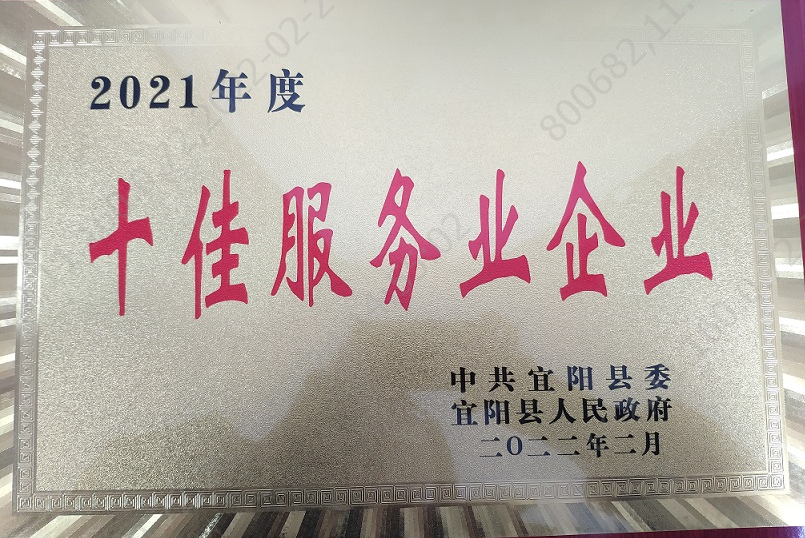 2021年度
十佳服务业企业
中共宜阳县委
宜阳县人民政府
二〇二二年二月